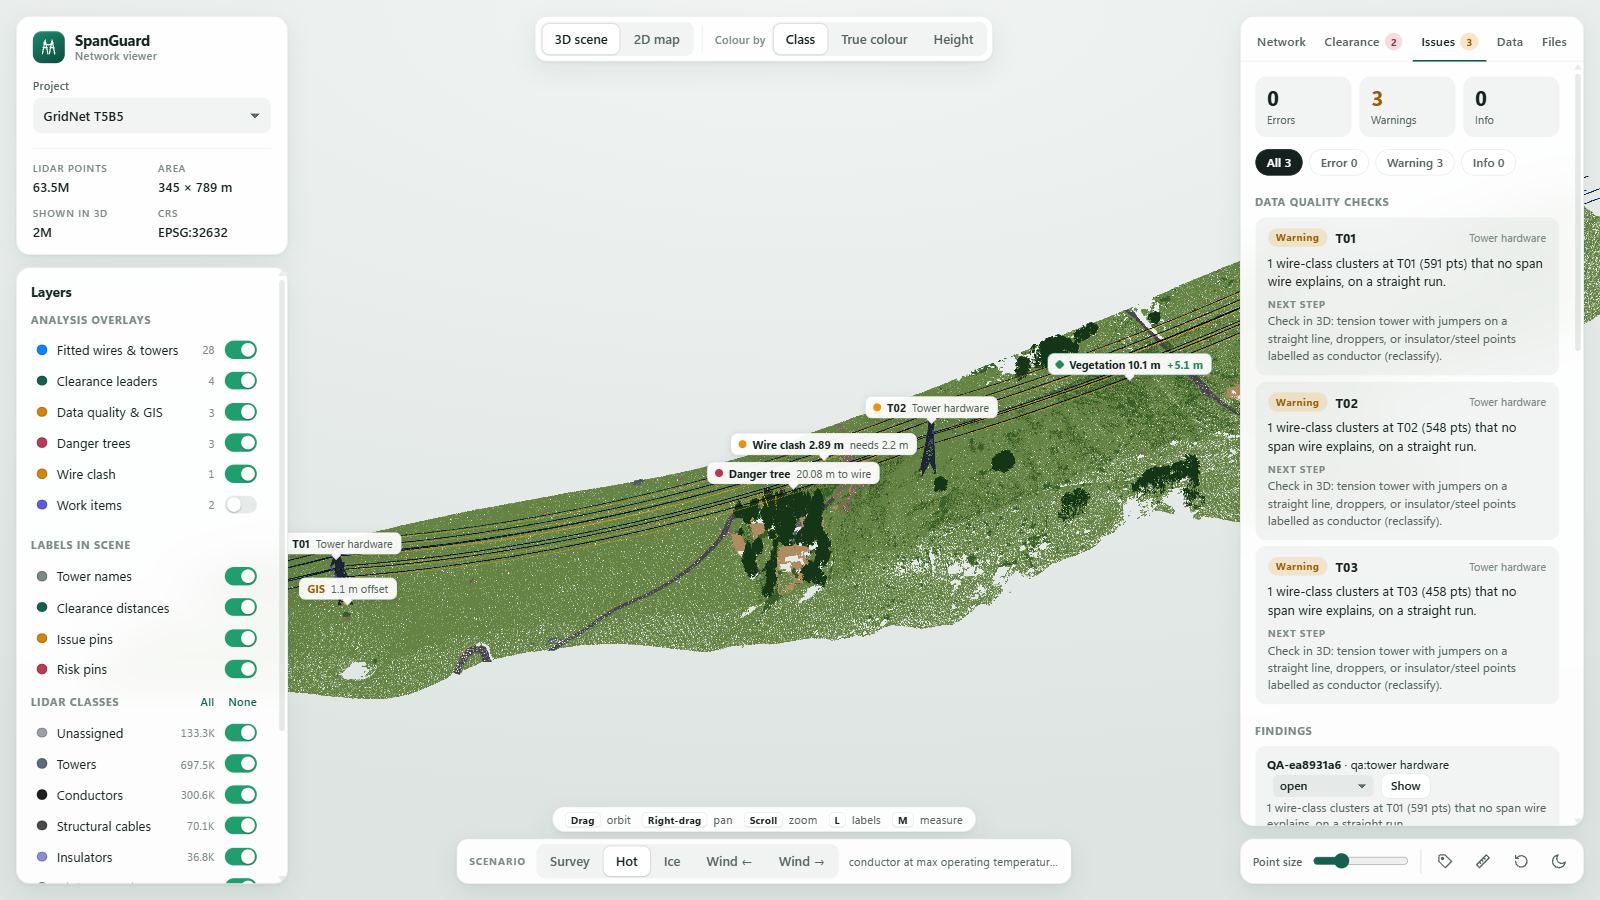 SpanGuard
Network viewer
Project
GridNet T5B5
LIDAR POINTS
AREA
63.5M
345 × 789 m
SHOWN IN 3D
CRS
2M
EPSG:32632
Layers
ANALYSIS OVERLAYS
Fitted wires & towers 28
Clearance leaders 4
Data quality & GIS 3
Danger trees 3
Wire clash 1
Work items 2
LABELS IN SCENE
Tower names
Clearance distances
Issue pins
Risk pins
LIDAR CLASSES All None
Unassigned 133.3K
Towers 697.5K
Conductors 300.6K
Structural cables 70.1K
Insulators 36.8K
3D scene 2D map Colour by Class True colour Height
Vegetation 10.1 m +5.1 m
T02 Tower hardware
Wire clash 2.89 m needs 2.2 m
Danger tree 20.08 m to wire
T01 Tower hardware
GIS 1.1 m offset
Drag orbit Right-drag pan Scroll zoom L labels M measure
SCENARIO Survey Hot Ice Wind ← Wind → conductor at max operating temperatur...
Network Clearance 2 Issues 3 Data Files
0
Errors
3
Warnings
0
Info
All 3 Error 0 Warning 3 Info 0
DATA QUALITY CHECKS
Warning T01 Tower hardware
1 wire-class clusters at T01 (591 pts) that no span
wire explains, on a straight run.
NEXT STEP
Check in 3D: tension tower with jumpers on a
straight line, droppers, or insulator/steel points
labelled as conductor (reclassify).
Warning T02 Tower hardware
1 wire-class clusters at T02 (548 pts) that no
span wire explains, on a straight run.
NEXT STEP
Check in 3D: tension tower with jumpers on a
straight line, droppers, or insulator/steel points
labelled as conductor (reclassify).
Warning T03 Tower hardware
1 wire-class clusters at T03 (458 pts) that no
span wire explains, on a straight run.
NEXT STEP
Check in 3D: tension tower with jumpers on a
straight line, droppers, or insulator/steel points
labelled as conductor (reclassify).
FINDINGS
QA-ea8931a6 · qa:tower hardware
open Show
1 wire-class clusters at T01 (591 pts) that no span wire
explains, on a straight run.
Point size